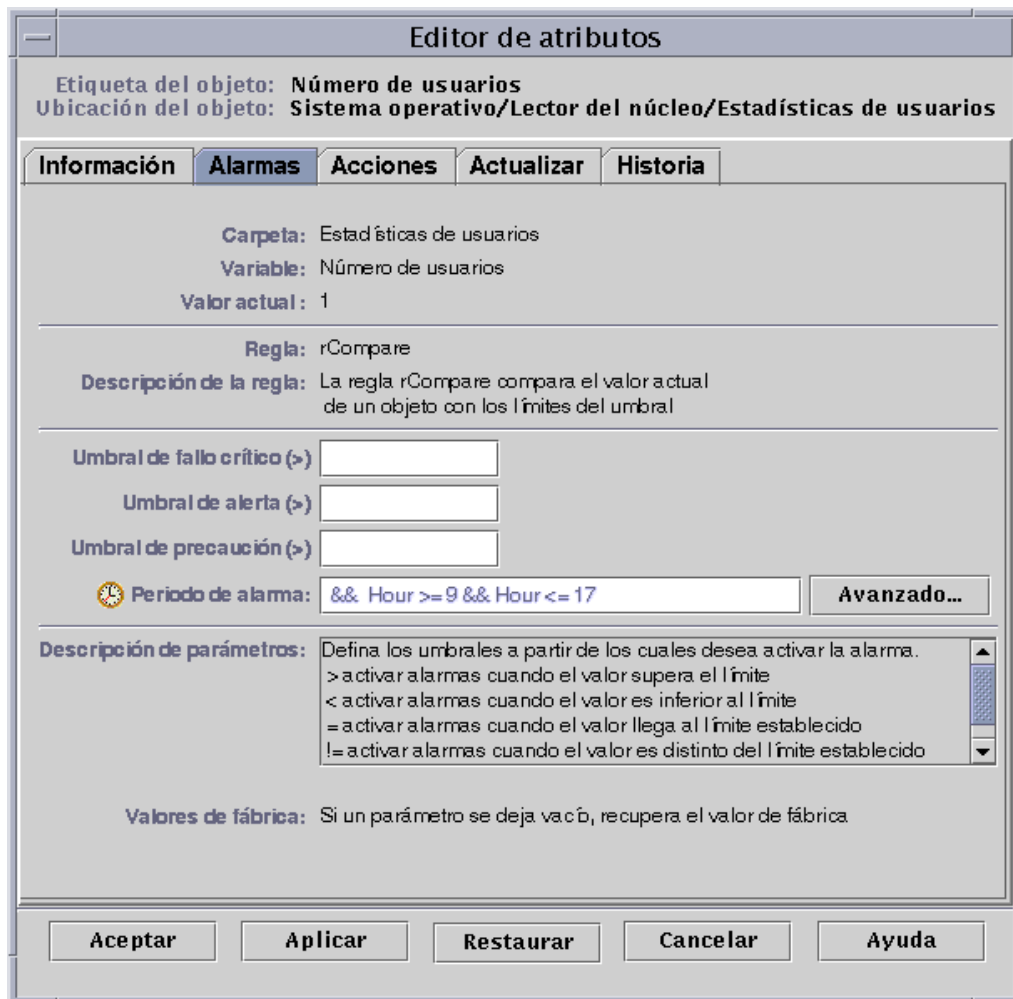 Editor de atributos
Etiqueta del objeto: Número de usuarios
Ubicación del objeto: Sistema operativo/Lector del núcleo/Estadísticas de usuarios
Información Alarmas Acciones Actualizar Historia
Carpeta: Estadísticas de usuarios
Variable: Número de usuarios
Valor actual: 1
Regla: rCompare
Descripción de la regla: La regla rCompare compara el valor actual
de un objeto con los límites del umbral
Umbral de fallo crítico (>)
Umbral de alerta (>)
Umbral de precaución (>)
Periodo de alarma: && Hour >= 9 && Hour <= 17 Avanzado...
Descripción de parámetros: Defina los umbrales a partir de los cuales desea activar la alarma.
> activar alarmas cuando el valor supera el límite
< activar alarmas cuando el valor es inferior al límite
= activar alarmas cuando el valor llega al límite establecido
!= activar alarmas cuando el valor es distinto del límite establecido
Valores de fábrica: Si un parámetro se deja vacío, recupera el valor de fábrica
Aceptar Aplicar Restaurar Cancelar Ayuda